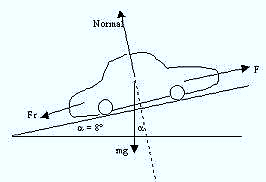 Normal
F
Fr
α = 8°
α
mg